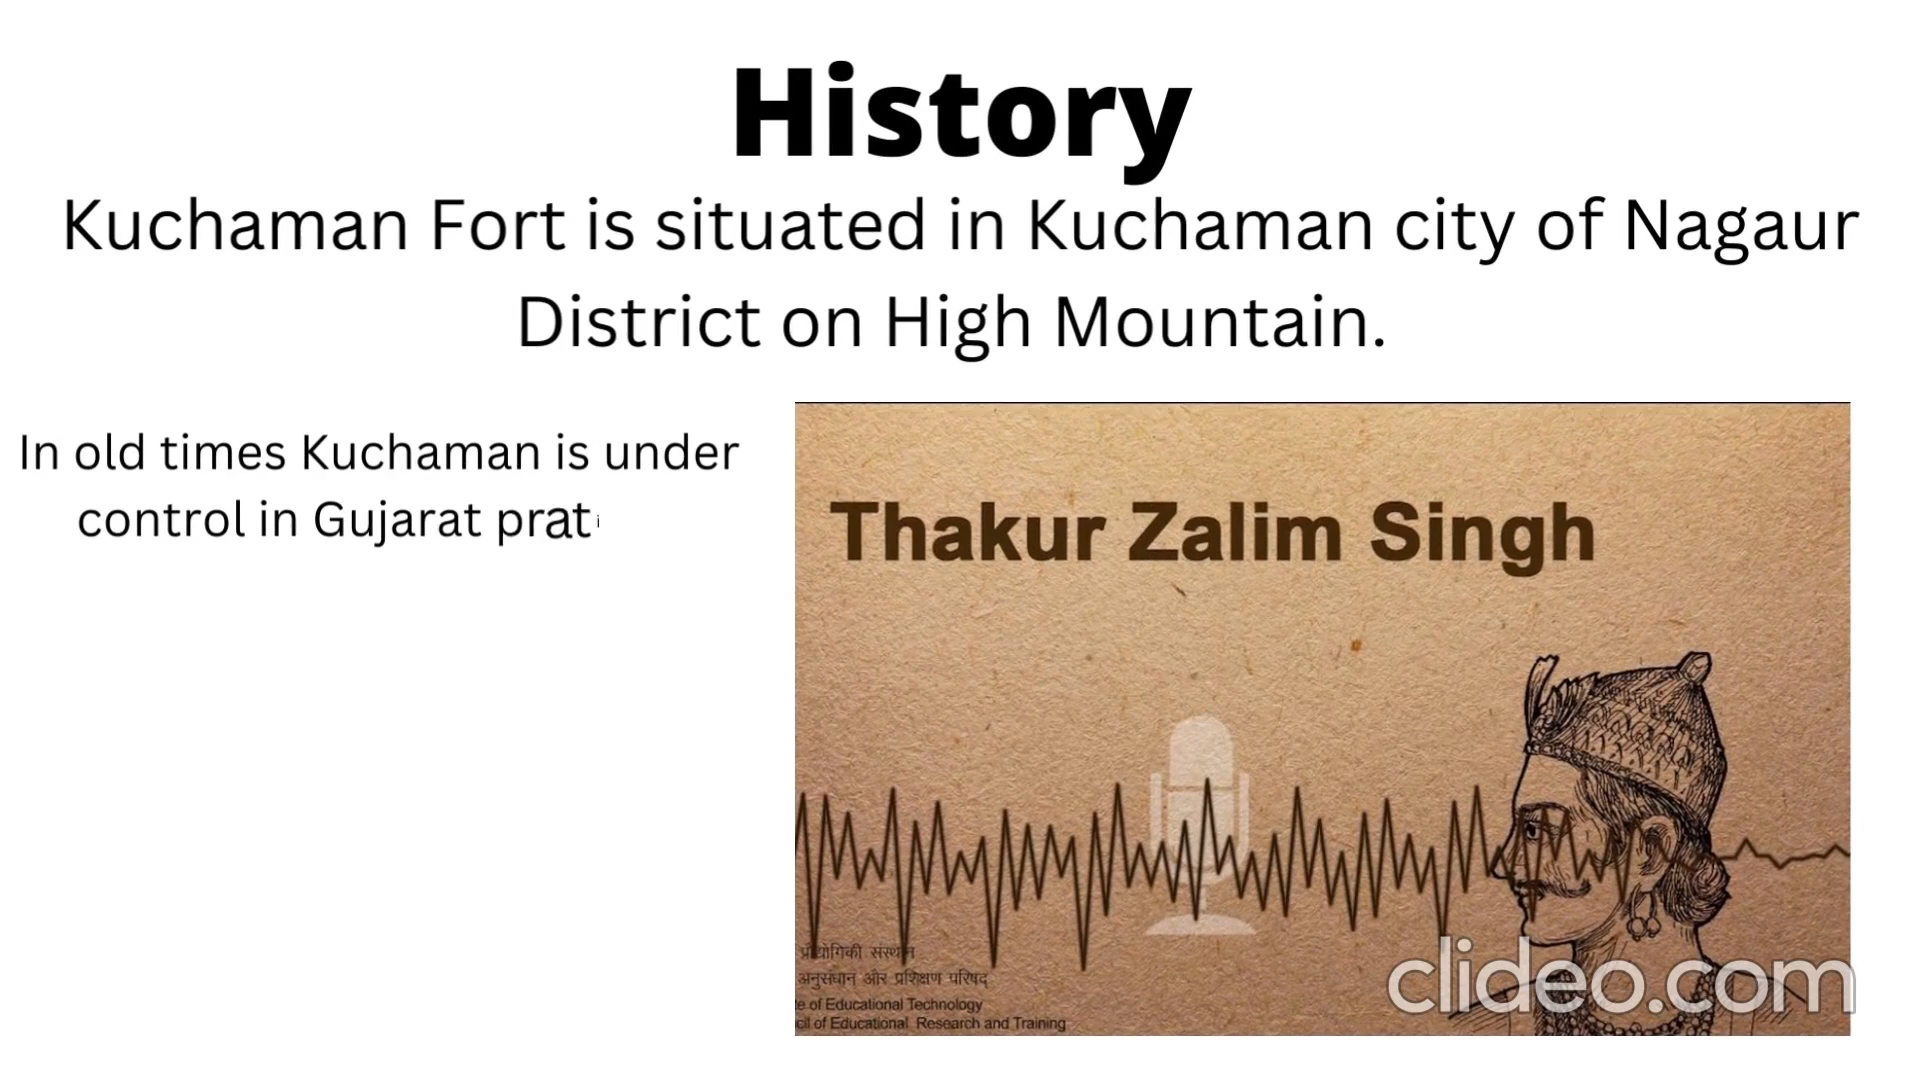 History
Kuchaman Fort is situated in Kuchaman city of Nagaur
District on High Mountain.
In old times Kuchaman is under
control in Gujarat prat
Thakur Zalim Singh
प्रौद्योगिकी संस्थान
अनुसंधान और प्रशिक्षण परिषद्
te of Educational Technology
cil of Educational Research and Training
clideo.com